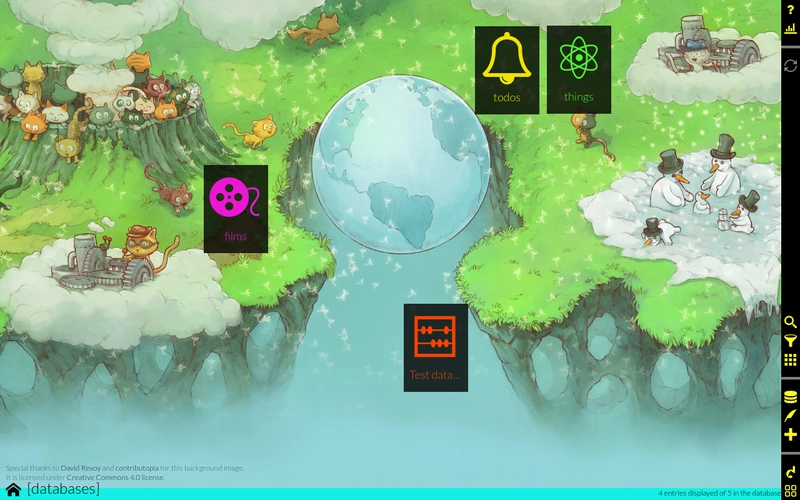 todos
things
films
Test data...
Special thanks to David Revoy and contributopia for this background image.
It is licensed under Creative Commons 4.0 license.
[databases]
4 entries displayed of 5 in the database
?